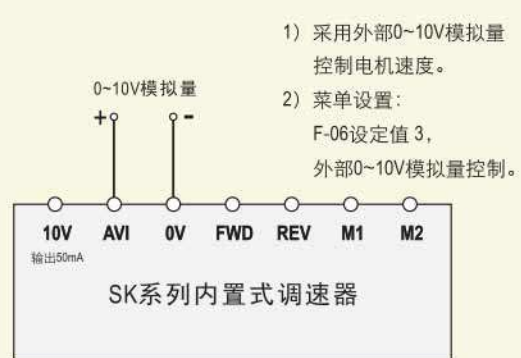 1) 采用外部0~10V模拟量
控制电机速度。
2) 菜单设置：
F-06设定值 3，
外部0~10V模拟量控制。
0~10V模拟量
+ -
10V AVI 0V FWD REV M1 M2
输出50mA
SK系列内置式调速器